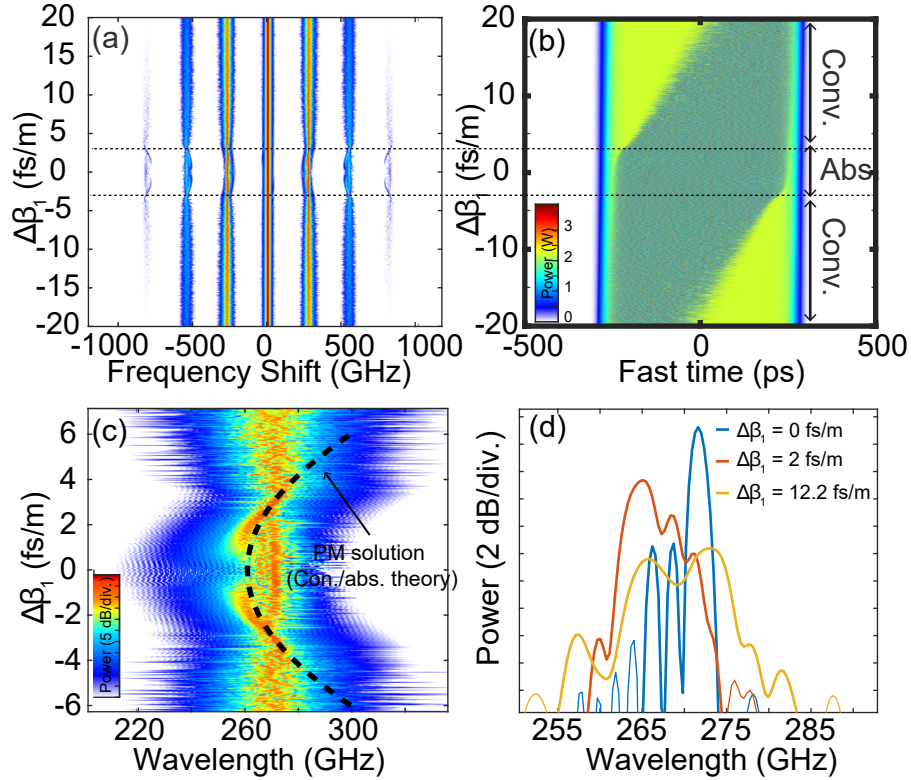 (a)
20
15
10
5
0
-5
-10
-15
-20
Δβ1 (fs/m)
-1000
-500
0
500
1000
Frequency Shift (GHz)
(b)
20
10
0
-10
-20
Δβ1 (fs/m)
Power (W)
3
2
1
0
Conv.
Abs
Conv.
-500
0
500
Fast time (ps)
(c)
6
4
2
0
-2
-4
-6
Δβ1 (fs/m)
Power (5 dB/div.)
PM solution
(Con./abs. theory)
220
260
300
Wavelength (GHz)
(d)
Δβ1 = 0 fs/m
Δβ1 = 2 fs/m
Δβ1 = 12.2 fs/m
Power (2 dB/div.)
255
265
275
285
Wavelength (GHz)